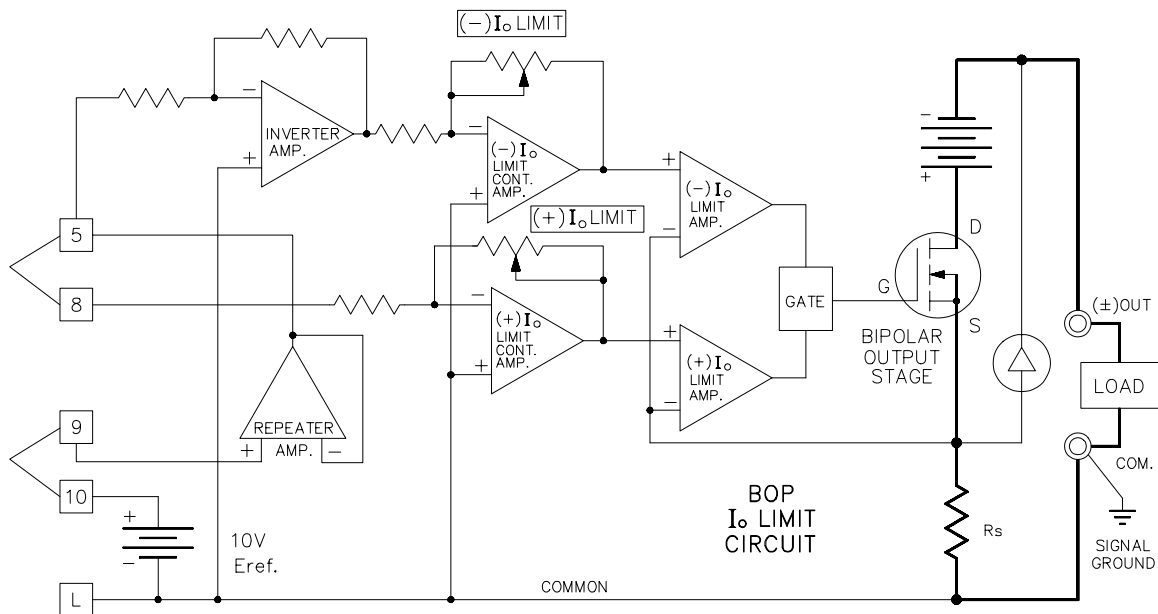 (−)Io LIMIT
−
+
INVERTER
AMP.
−
+
(−)Io
LIMIT
CONT.
AMP.
+
−
(−)Io
LIMIT
AMP.
−
+
(+)Io LIMIT
5
8
−
+
(+)Io
LIMIT
CONT.
AMP.
+
−
(+)Io
LIMIT
AMP.
GATE
D
G
S
BIPOLAR
OUTPUT
STAGE
(±)OUT
LOAD
COM.
SIGNAL
GROUND
9
10
REPEATER
+ AMP. −
+
−
10V
Eref.
BOP
Io LIMIT
CIRCUIT
Rs
L
COMMON